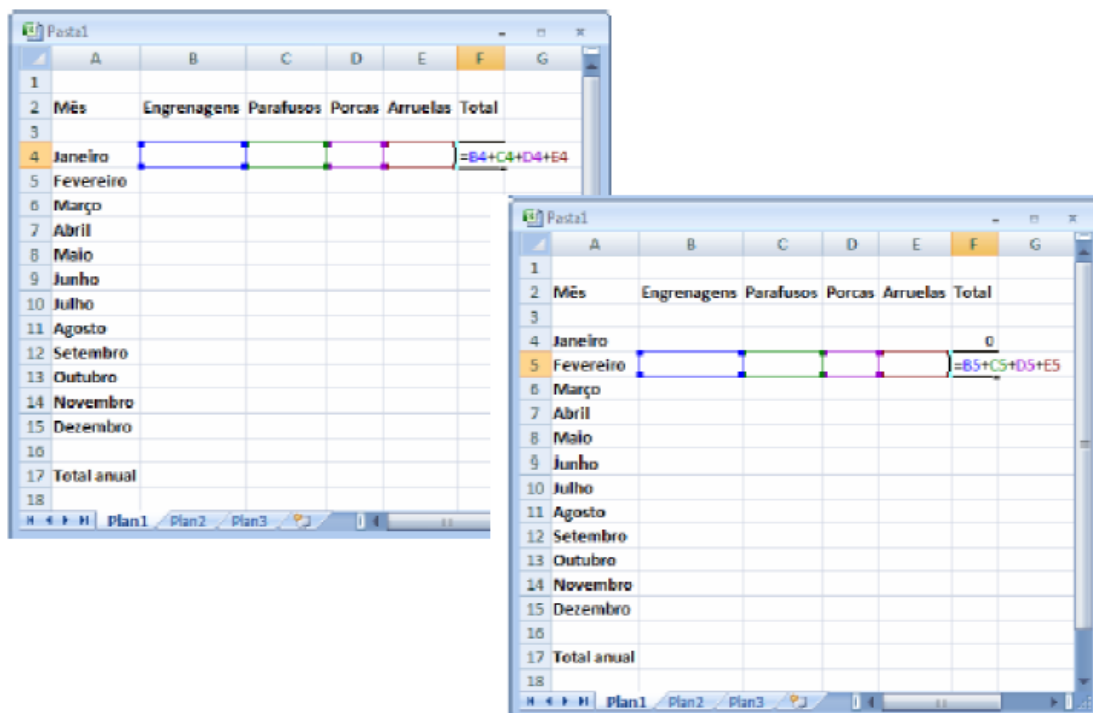 Pasta1
A B C D E F G
1
2 Mês Engrenagens Parafusos Porcas Arruelas Total
3
4 Janeiro =B4+C4+D4+E4
5 Fevereiro
6 Março
7 Abril
8 Maio
9 Junho
10 Julho
11 Agosto
12 Setembro
13 Outubro
14 Novembro
15 Dezembro
16
17 Total anual
18
Plan1 Plan2 Plan3
Pasta1
A B C D E F G
1
2 Mês Engrenagens Parafusos Porcas Arruelas Total
3
4 Janeiro 0
5 Fevereiro =B5+C5+D5+E5
6 Março
7 Abril
8 Maio
9 Junho
10 Julho
11 Agosto
12 Setembro
13 Outubro
14 Novembro
15 Dezembro
16
17 Total anual
18
Plan1 Plan2 Plan3